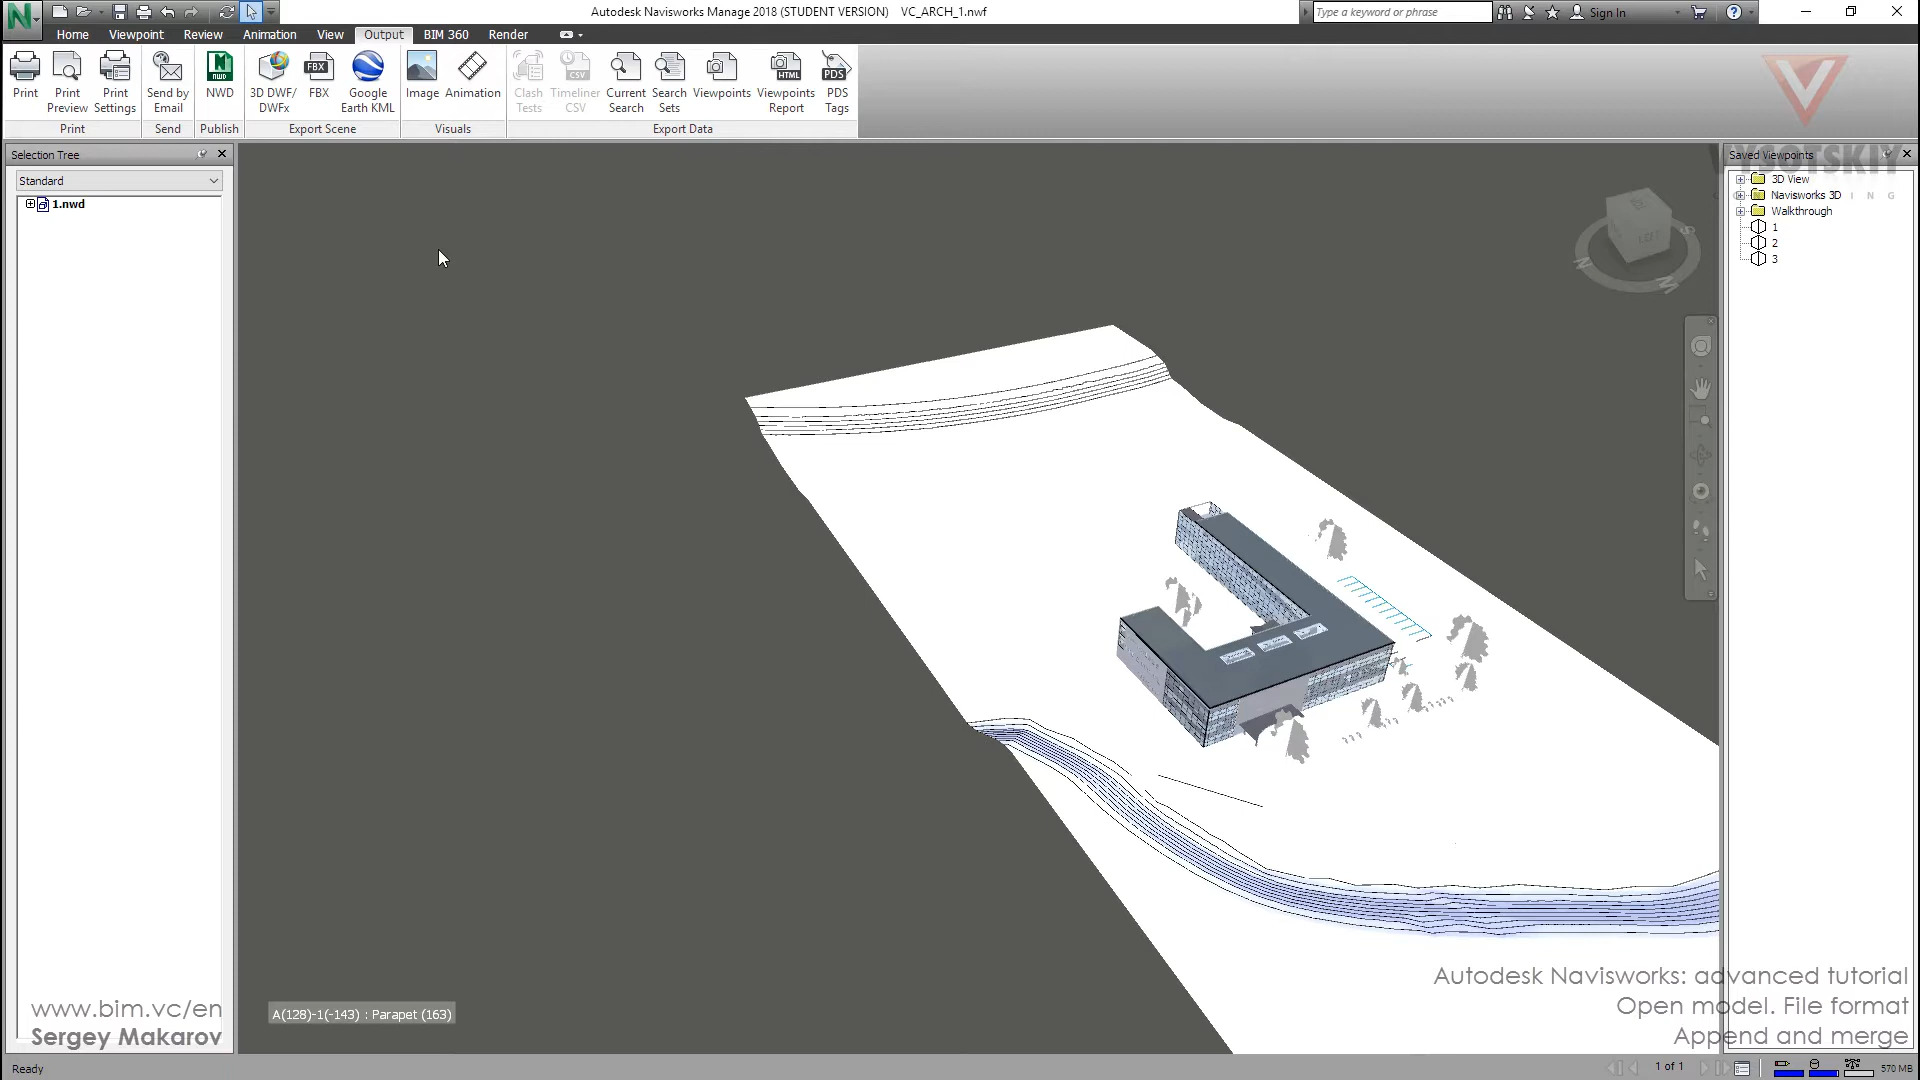 Autodesk Navisworks Manage 2018 (STUDENT VERSION) VC_ARCH_1.nwf
Type a keyword or phrase
Sign In
Home Viewpoint Review Animation View Output BIM 360 Render
Print
Print Preview
Print Settings
Send by Email
NWD
3D DWF/ DWFx
FBX
Google Earth KML
Image
Animation
Clash Tests
Timeliner CSV
Current Search
Search Sets
Viewpoints
Viewpoints Report
PDS Tags
Print Send Publish Export Scene Visuals Export Data
Selection Tree
Standard
1.nwd
Saved Viewpoints
VYSOTSKIY
3D View
Navisworks 3D
Walkthrough
1
2
3
LEFT
A(128)-1(-143) : Parapet (163)
www.bim.vc/en
Sergey Makarov
Autodesk Navisworks: advanced tutorial
Open model. File format
Append and merge
Ready
1 of 1
570 MB